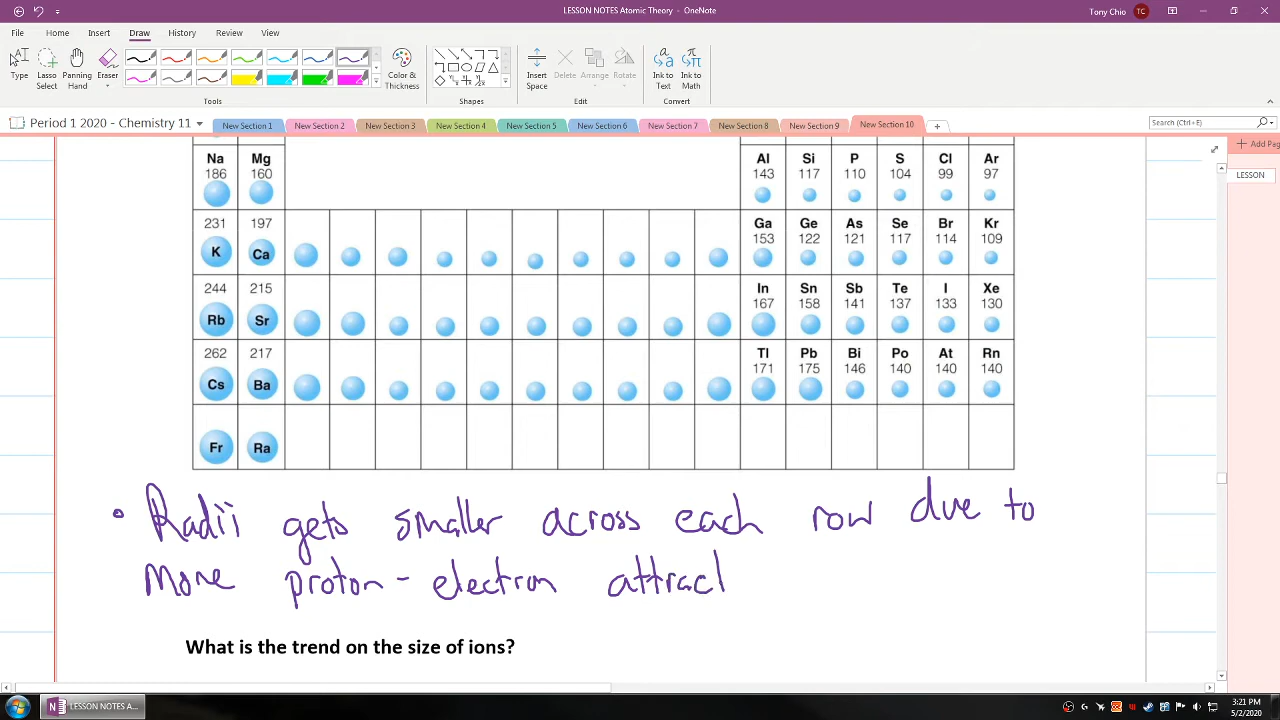 LESSON NOTES Atomic Theory - OneNote
Tony Chio TC
File Home Insert Draw History Review View
Type Lasso Select Panning Hand Eraser Color & Thickness Insert Space Delete Arrange Rotate Ink to Text Ink to Math
Tools Shapes Edit Convert
Period 1 2020 - Chemistry 11 New Section 1 New Section 2 New Section 3 New Section 4 New Section 5 New Section 6 New Section 7 New Section 8 New Section 9 New Section 10 Search (Ctrl+E)
Add Pag
LESSON
Na Mg Al Si P S Cl Ar
186 160 143 117 110 104 99 97
231 197 Ga Ge As Se Br Kr
K Ca 153 122 121 117 114 109
244 215 In Sn Sb Te I Xe
Rb Sr 167 158 141 137 133 130
262 217 Tl Pb Bi Po At Rn
Cs Ba 171 175 146 140 140 140
Fr Ra
• Radii gets smaller across each row due to
more proton - electron attract
What is the trend on the size of ions?
LESSON NOTES A...
3:21 PM
5/2/2020